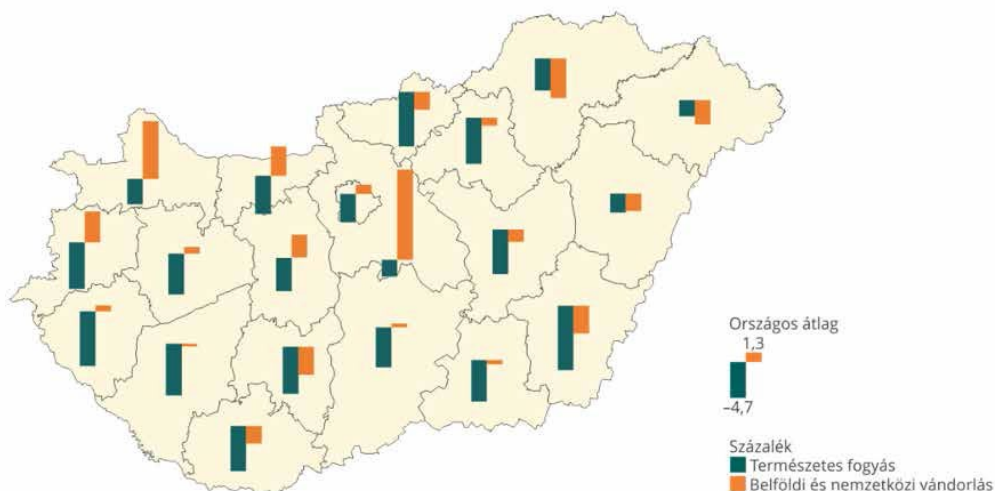 Országos átlag
1,3
–4,7
Százalék
Természetes fogyás
Belföldi és nemzetközi vándorlás